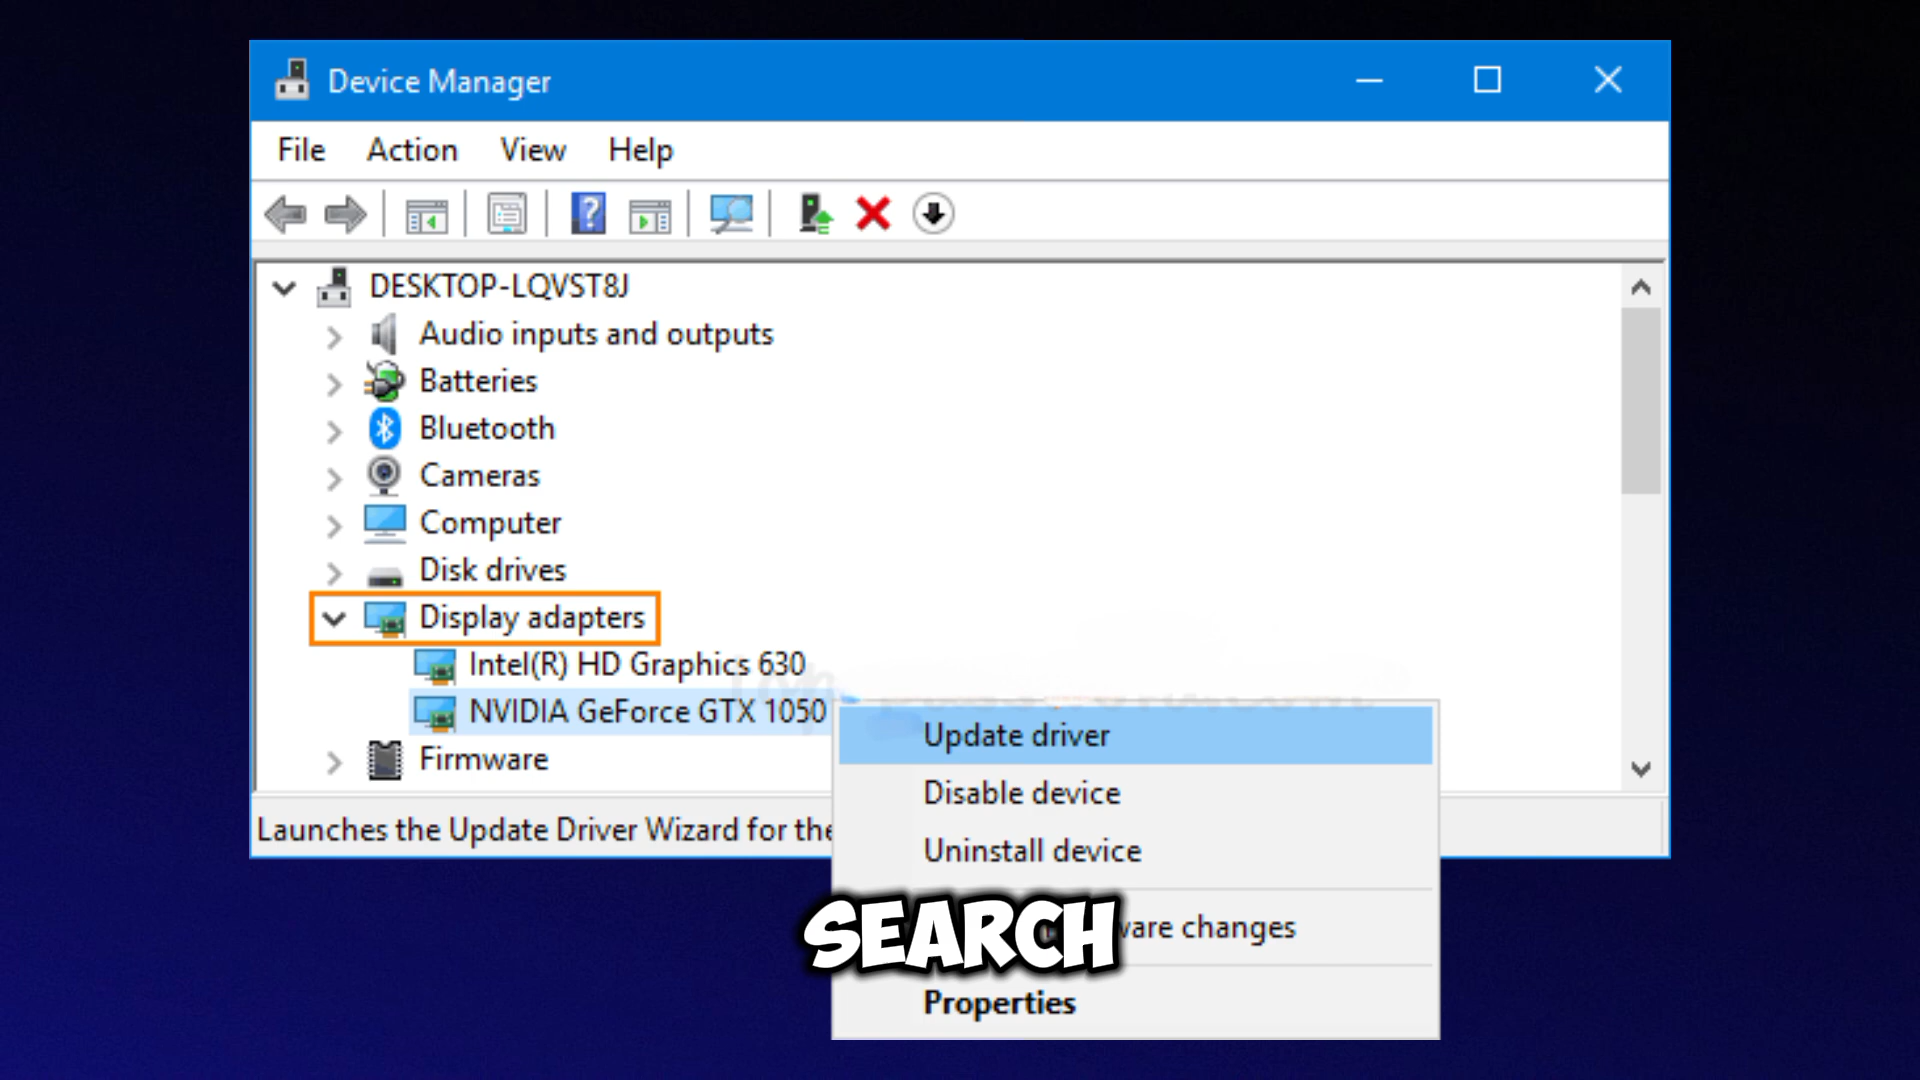 Device Manager
File Action View Help
DESKTOP-LQVST8J
Audio inputs and outputs
Batteries
Bluetooth
Cameras
Computer
Disk drives
Display adapters
Intel(R) HD Graphics 630
NVIDIA GeForce GTX 1050
Firmware
Update driver
Disable device
Uninstall device
Launches the Update Driver Wizard for the
SEARCH
changes
Properties